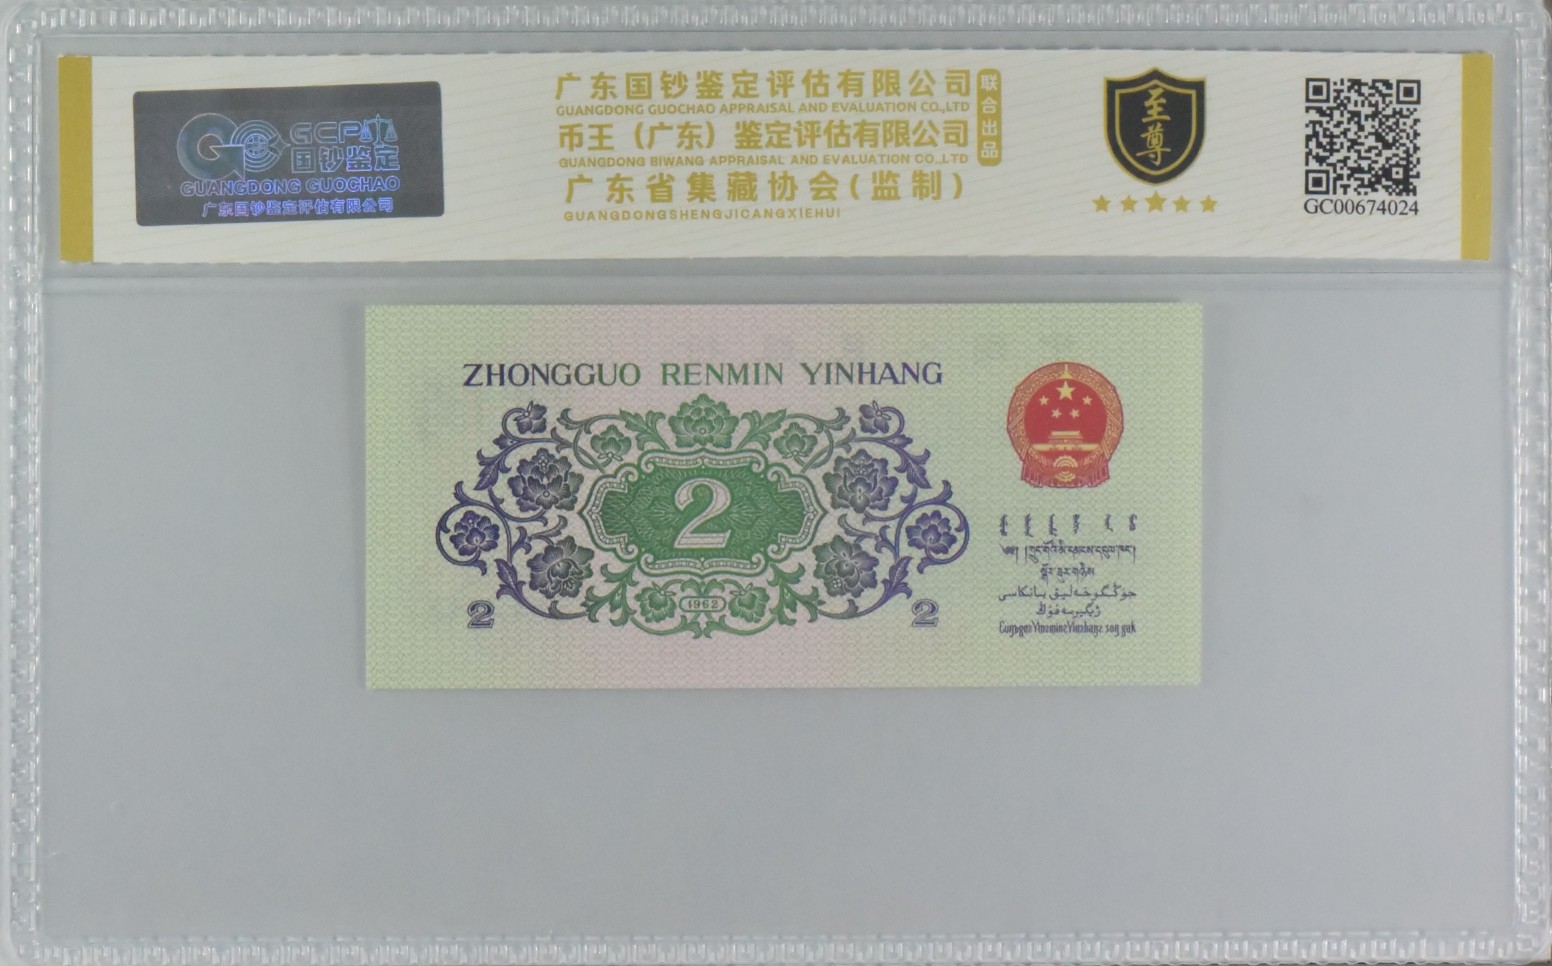 GCP
国钞鉴定
GUANGDONG GUOCHAO
广东国钞鉴定评估有限公司
广东国钞鉴定评估有限公司
GUANGDONG GUOCHAO APPRAISAL AND EVALUATION CO.,LTD
币王（广东）鉴定评估有限公司
GUANGDONG BIWANG APPRAISAL AND EVALUATION CO.,LTD
广东省集藏协会(监制)
GUANGDONGSHENGJICANGXIEHUI
联合出品
至尊
GC00674024
ZHONGGUO RENMIN YINHANG
2
1962
2
2
جۇڭگو خەلىق بانكاسى